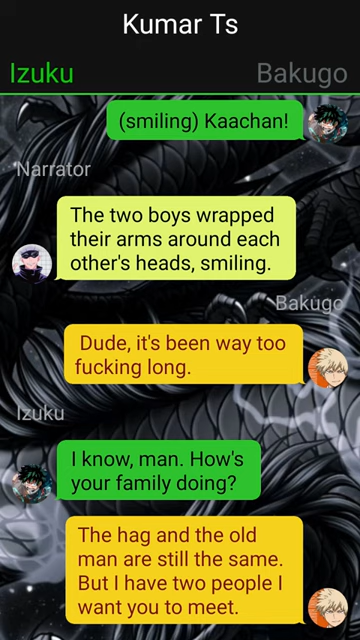 Kumar Ts
Izuku
Bakugo
(smiling) Kaachan!
Narrator
The two boys wrapped
their arms around each
other's heads, smiling.
Bakugo
Dude, it's been way too
fucking long.
Izuku
I know, man. How's
your family doing?
The hag and the old
man are still the same.
But I have two people I
want you to meet.